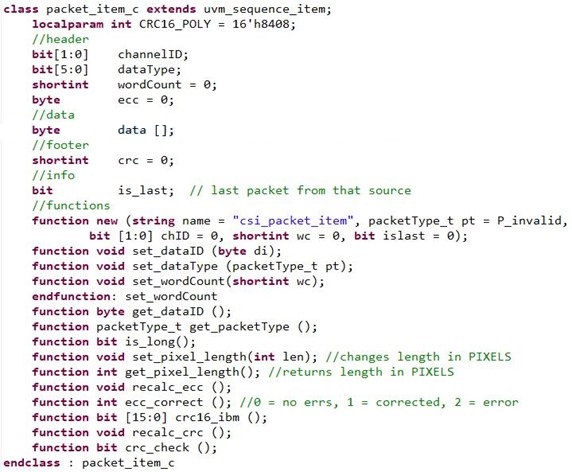 class packet_item_c extends uvm_sequence_item;
localparam int CRC16_POLY = 16'h8408;
//header
bit[1:0] channelID;
bit[5:0] dataType;
shortint wordCount = 0;
byte ecc = 0;
//data
byte data [];
//footer
shortint crc = 0;
//info
bit is_last; // last packet from that source
//functions
function new (string name = "csi_packet_item", packetType_t pt = P_invalid,
bit [1:0] chID = 0, shortint wc = 0, bit islast = 0);
function void set_dataID (byte di);
function void set_dataType (packetType_t pt);
function void set_wordCount(shortint wc);
endfunction: set_wordCount
function byte get_dataID ();
function packetType_t get_packetType ();
function bit is_long();
function void set_pixel_length(int len); //changes length in PIXELS
function int get_pixel_length(); //returns length in PIXELS
function void recalc_ecc ();
function int ecc_correct (); //0 = no errs, 1 = corrected, 2 = error
function bit [15:0] crc16_ibm ();
function void recalc_crc ();
function bit crc_check ();
endclass : packet_item_c